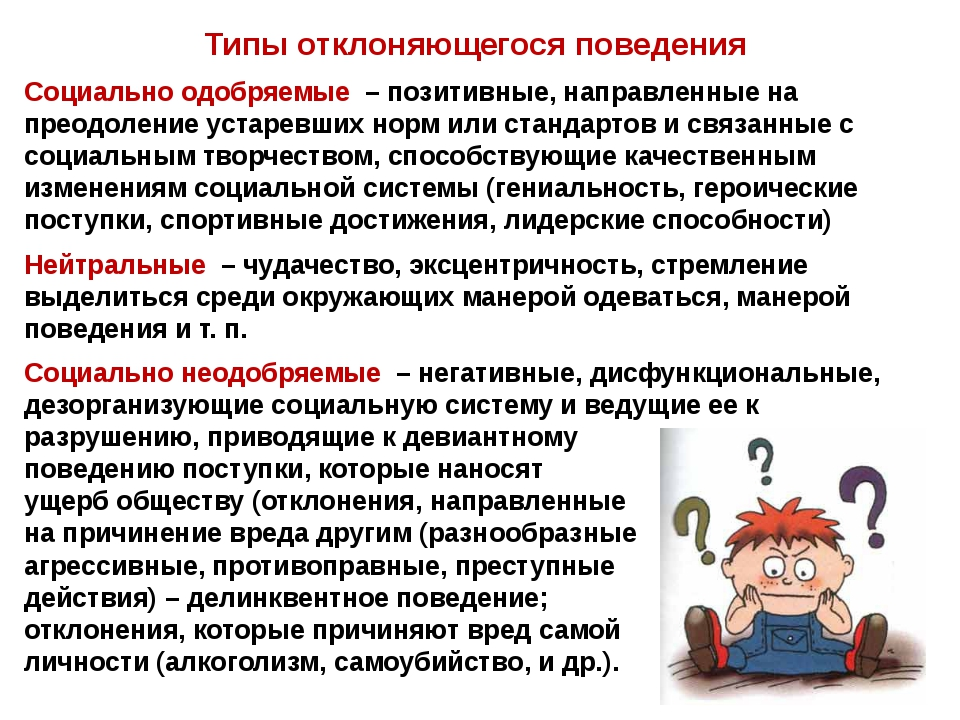 Типы отклоняющегося поведения
Социально одобряемые – позитивные, направленные на
преодоление устаревших норм или стандартов и связанные с
социальным творчеством, способствующие качественным
изменениям социальной системы (гениальность, героические
поступки, спортивные достижения, лидерские способности)
Нейтральные – чудачество, эксцентричность, стремление
выделиться среди окружающих манерой одеваться, манерой
поведения и т. п.
Социально неодобряемые – негативные, дисфункциональные,
дезорганизующие социальную систему и ведущие ее к
разрушению, приводящие к девиантному
поведению поступки, которые наносят
ущерб обществу (отклонения, направленные
на причинение вреда другим (разнообразные
агрессивные, противоправные, преступные
действия) – делинквентное поведение;
отклонения, которые причиняют вред самой
личности (алкоголизм, самоубийство, и др.).
? ? ?